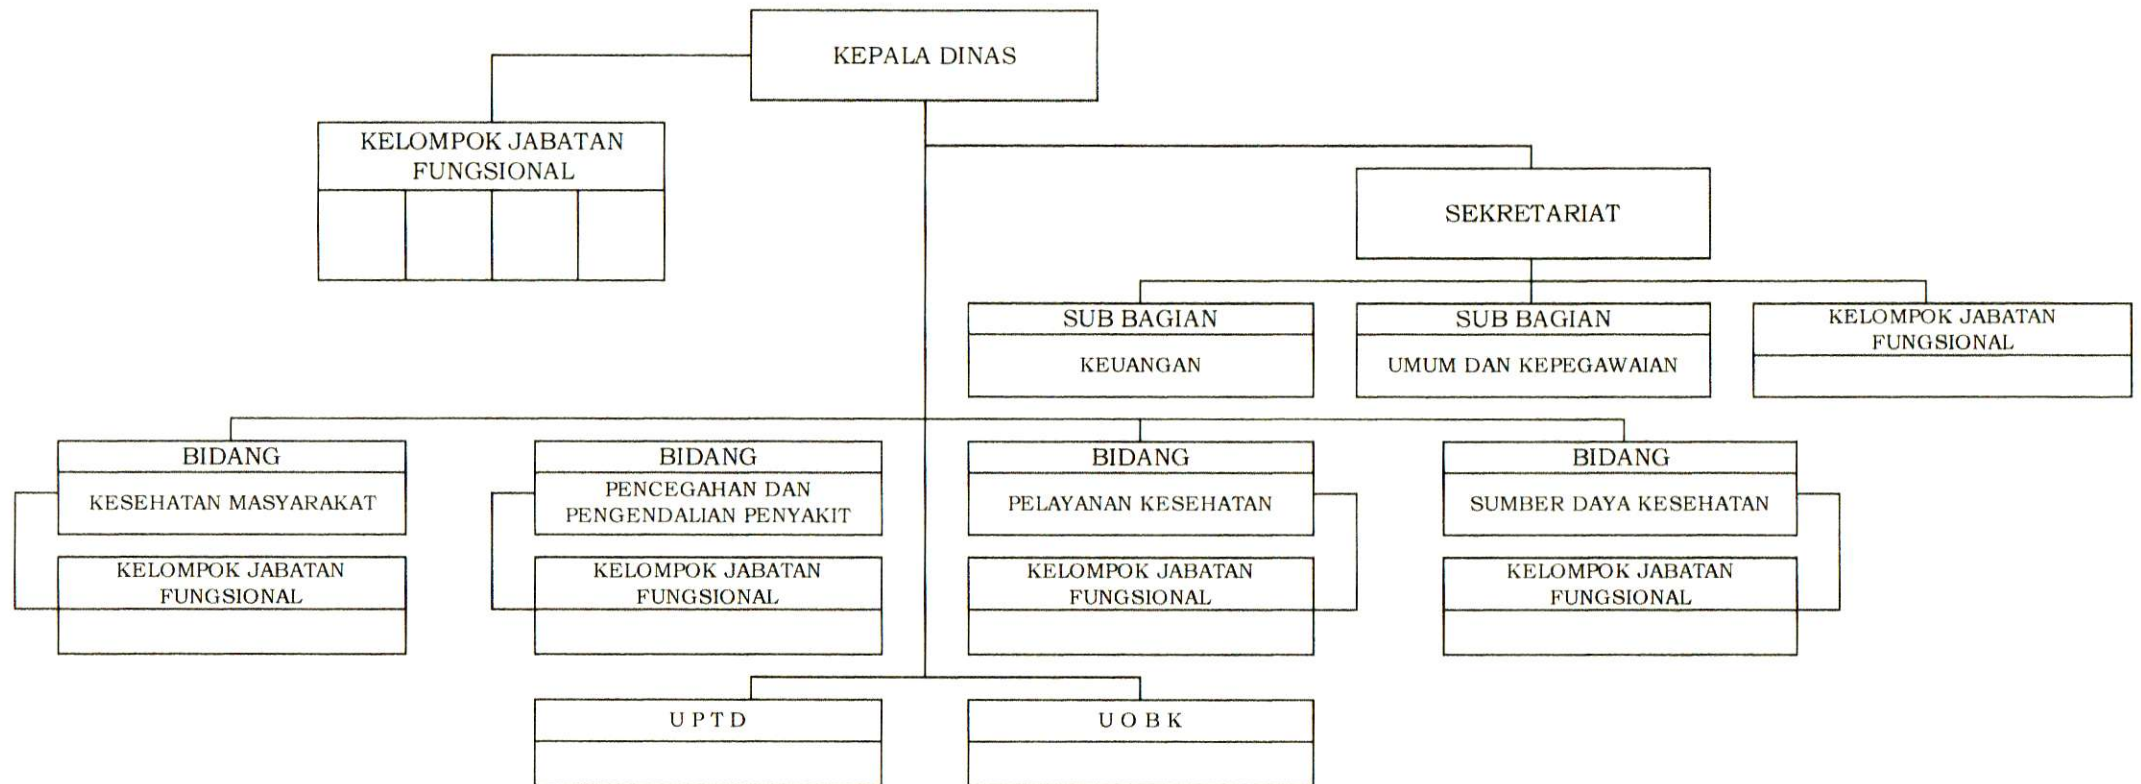 KEPALA DINAS
KELOMPOK JABATAN
FUNGSIONAL
SEKRETARIAT
SUB BAGIAN
KEUANGAN
SUB BAGIAN
UMUM DAN KEPEGAWAIAN
KELOMPOK JABATAN
FUNGSIONAL
BIDANG
KESEHATAN MASYARAKAT
BIDANG
PENCEGAHAN DAN
PENGENDALIAN PENYAKIT
BIDANG
PELAYANAN KESEHATAN
BIDANG
SUMBER DAYA KESEHATAN
KELOMPOK JABATAN
FUNGSIONAL
KELOMPOK JABATAN
FUNGSIONAL
KELOMPOK JABATAN
FUNGSIONAL
KELOMPOK JABATAN
FUNGSIONAL
U P T D
U O B K